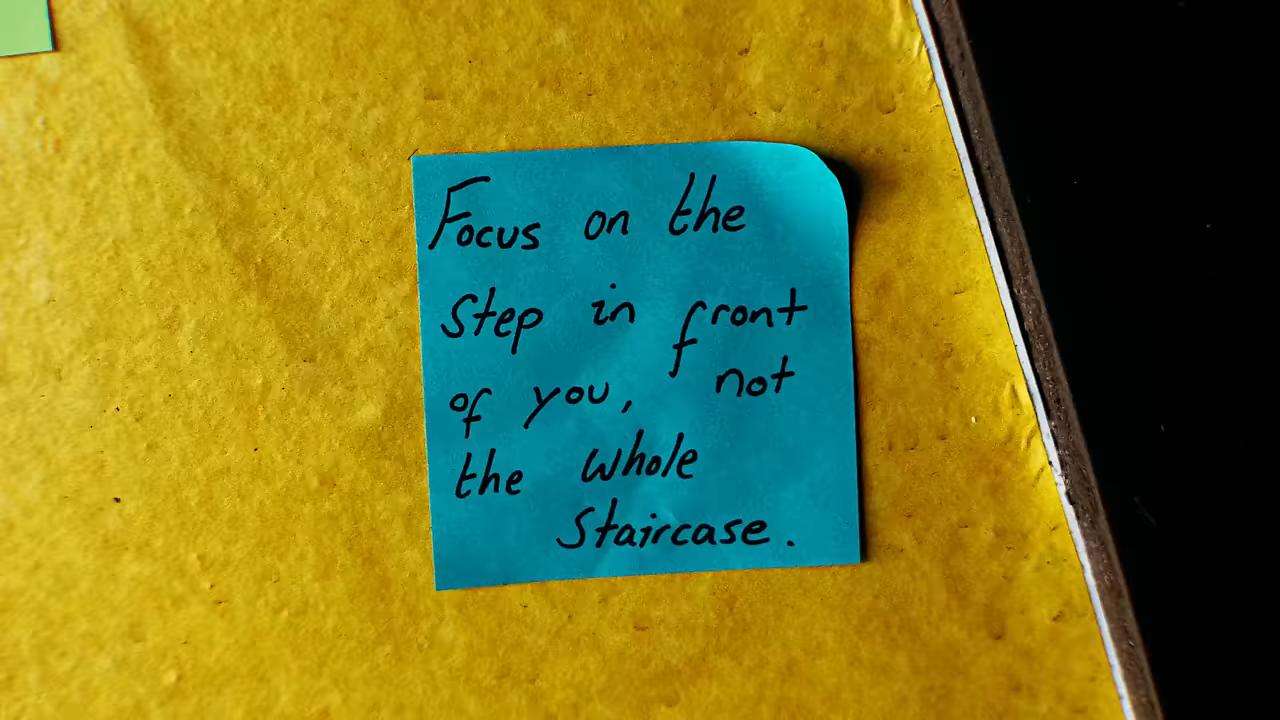 Focus on the
Step in front
of you, not
the whole
Staircase.